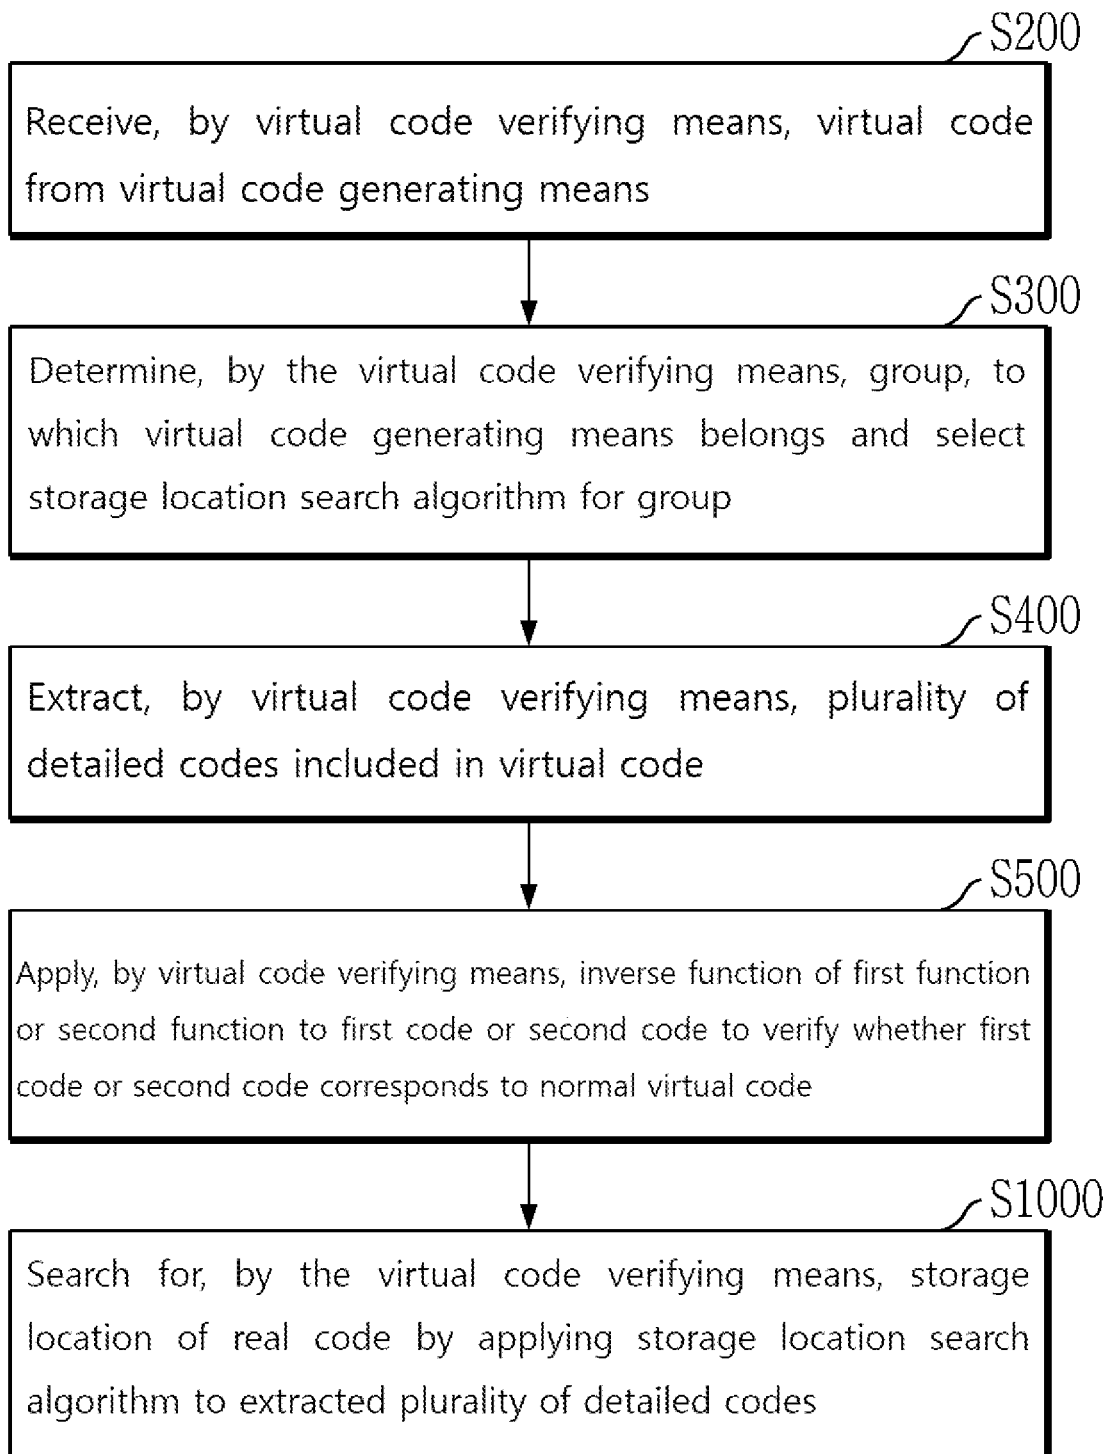 S200
Receive, by virtual code verifying means, virtual code
from virtual code generating means
S300
Determine, by the virtual code verifying means, group, to
which virtual code generating means belongs and select
storage location search algorithm for group
S400
Extract, by virtual code verifying means, plurality of
detailed codes included in virtual code
S500
Apply, by virtual code verifying means, inverse function of first function
or second function to first code or second code to verify whether first
code or second code corresponds to normal virtual code
S1000
Search for, by the virtual code verifying means, storage
location of real code by applying storage location search
algorithm to extracted plurality of detailed codes